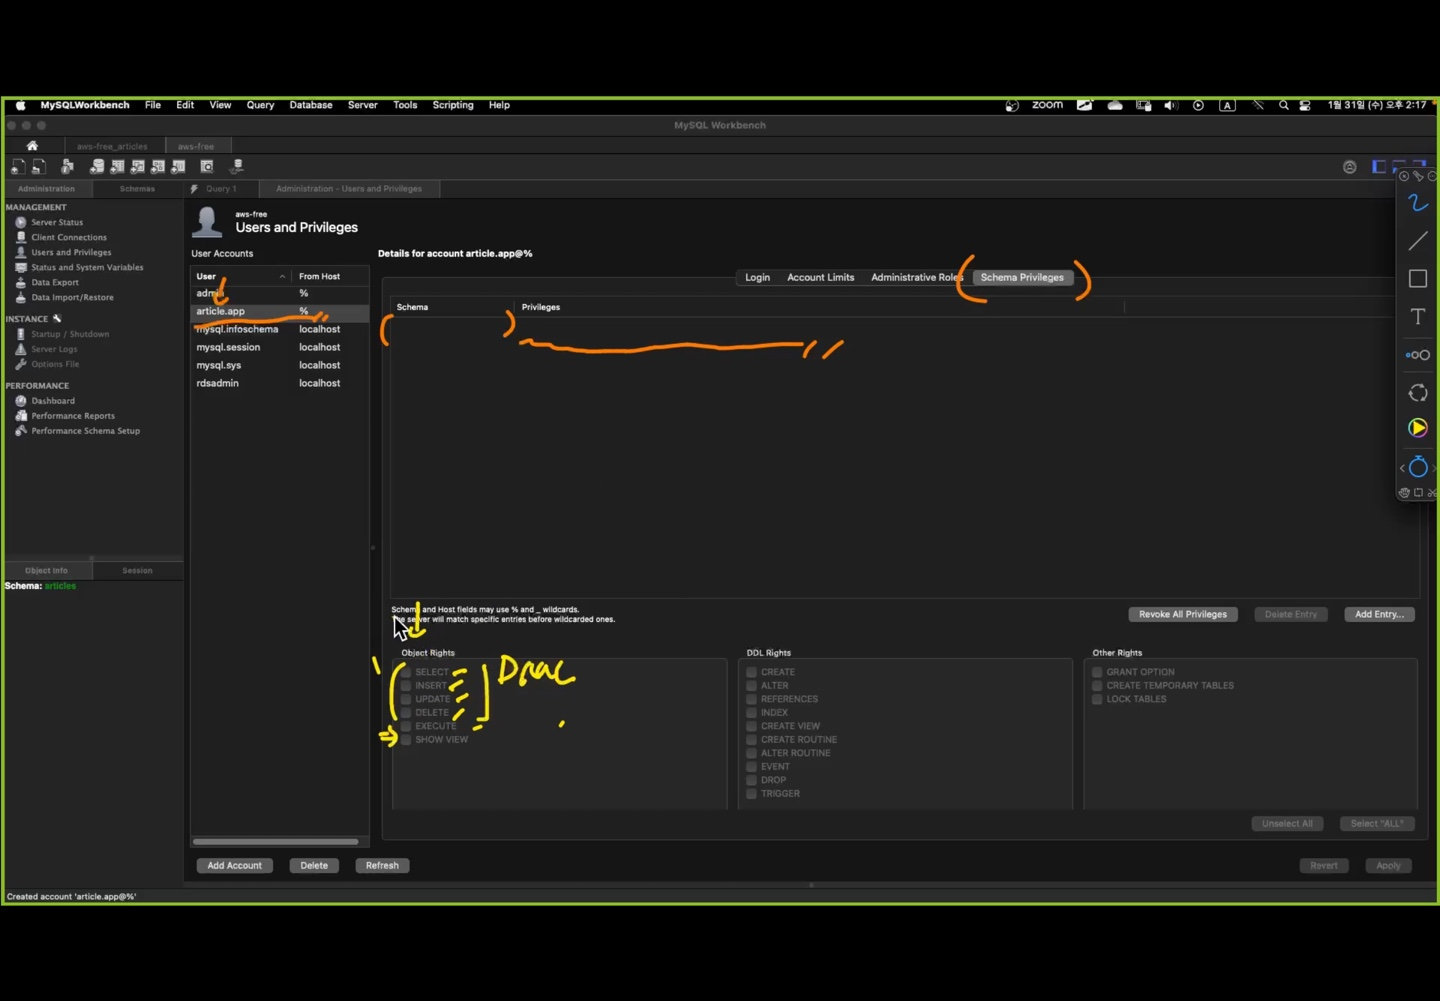 MySQLWorkbench File Edit View Query Database Server Tools Scripting Help
zoom A 1월 31일 (수) 오후 2:17
MySQL Workbench
aws-free_articles aws-free
Administration Schemas Query 1 Administration - Users and Privileges
MANAGEMENT
Server Status
Client Connections
Users and Privileges
Status and System Variables
Data Export
Data Import/Restore
INSTANCE
Startup / Shutdown
Server Logs
Options File
PERFORMANCE
Dashboard
Performance Reports
Performance Schema Setup
Object Info Session
Schema: articles
aws-free
Users and Privileges
User Accounts
User From Host
admin %
article.app %
mysql.infoschema localhost
mysql.session localhost
mysql.sys localhost
rdsadmin localhost
Details for account article.app@%
Login Account Limits Administrative Roles Schema Privileges
Schema Privileges
Schema and Host fields may use % and _ wildcards.
The server will match specific entries before wildcarded ones.
Revoke All Privileges Delete Entry Add Entry...
Object Rights
SELECT
INSERT
UPDATE
DELETE
EXECUTE
SHOW VIEW
DDL Rights
CREATE
ALTER
REFERENCES
INDEX
CREATE VIEW
CREATE ROUTINE
ALTER ROUTINE
EVENT
DROP
TRIGGER
Other Rights
GRANT OPTION
CREATE TEMPORARY TABLES
LOCK TABLES
Unselect All Select "ALL"
Add Account Delete Refresh Revert Apply
Created account 'article.app@%'
T